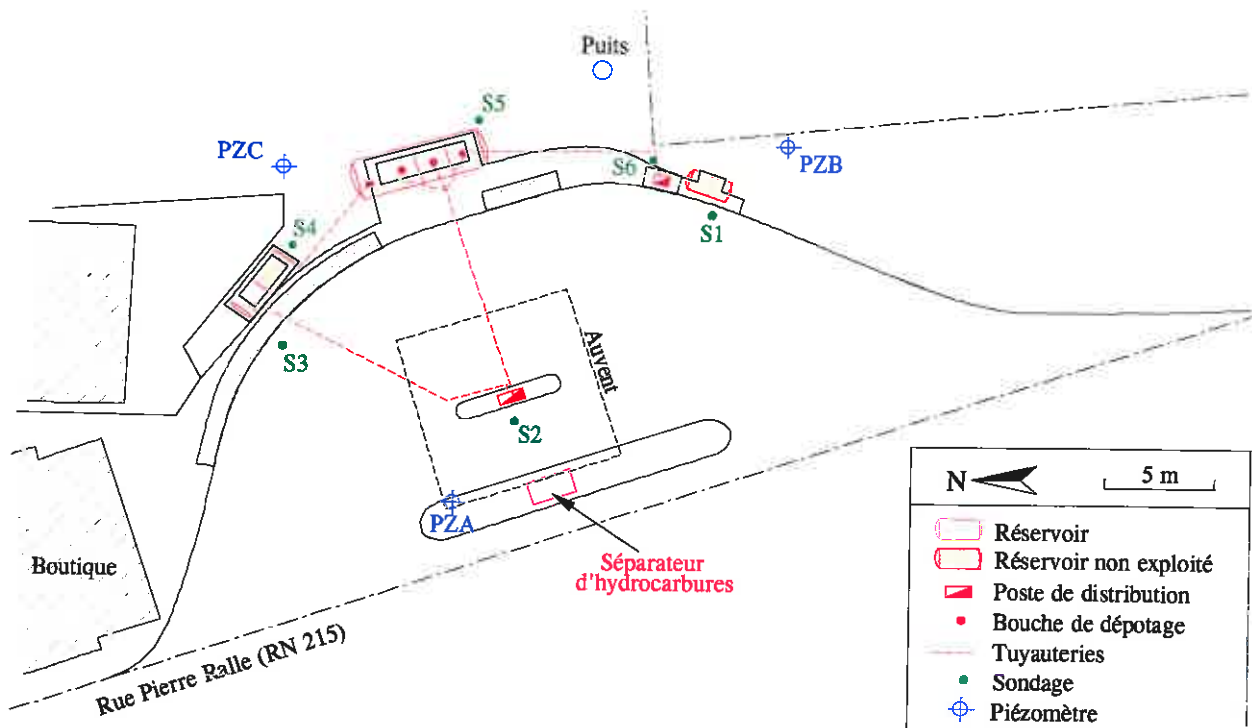 Puits
S5
PZC
PZB
S6
S1
S4
S3
Auvent
S2
PZA
Séparateur
d'hydrocarbures
Boutique
Rue Pierre Ralle (RN 215)
N
5 m
Réservoir
Réservoir non exploité
Poste de distribution
Bouche de dépotage
Tuyauteries
Sondage
Piézomètre